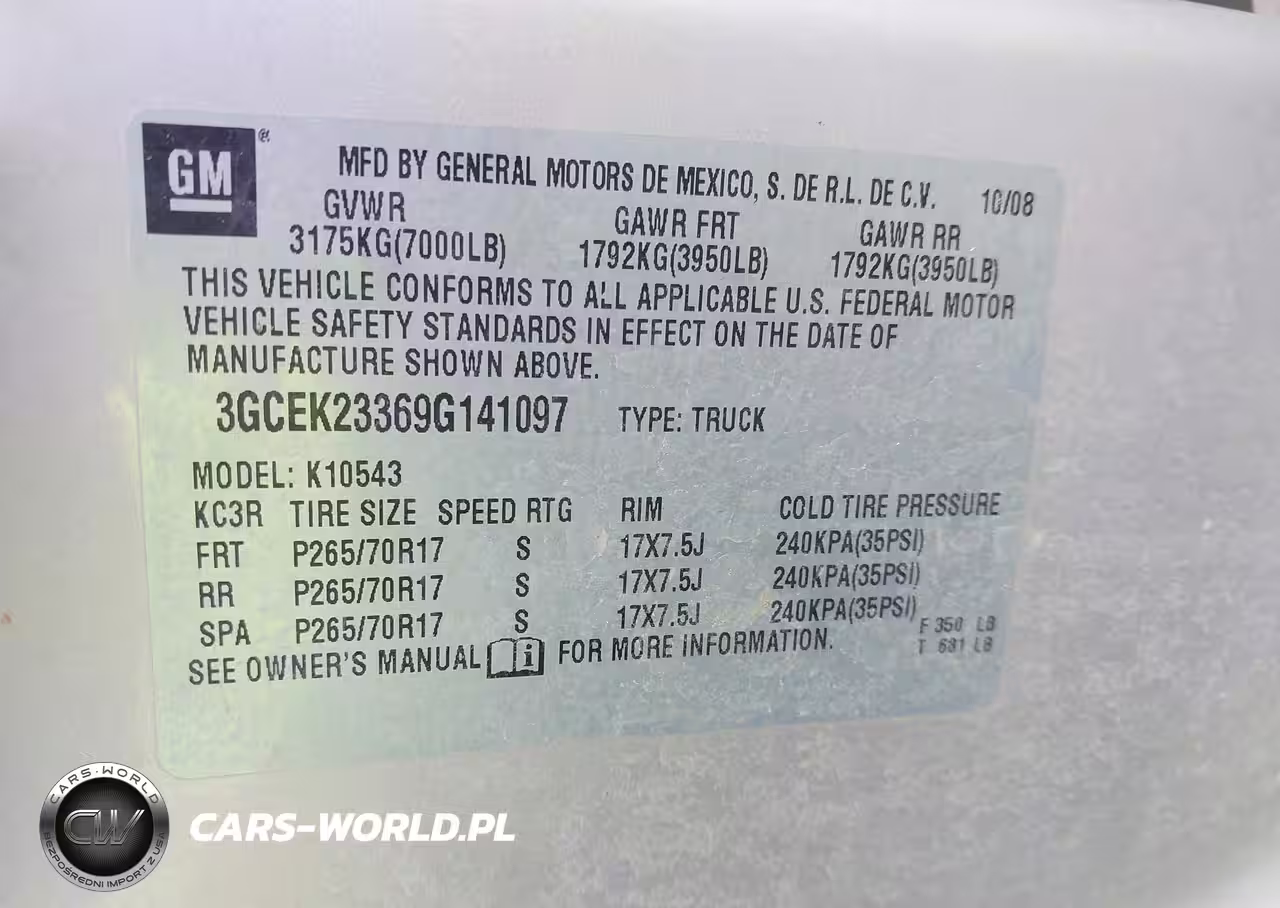 GM ®
MFD BY GENERAL MOTORS DE MEXICO, S. DE R.L. DE C.V. 10/08
GVWR GAWR FRT GAWR RR
3175KG(7000LB) 1792KG(3950LB) 1792KG(3950LB)
THIS VEHICLE CONFORMS TO ALL APPLICABLE U.S. FEDERAL MOTOR
VEHICLE SAFETY STANDARDS IN EFFECT ON THE DATE OF
MANUFACTURE SHOWN ABOVE.
3GCEK23369G141097 TYPE: TRUCK
MODEL: K10543
KC3R TIRE SIZE SPEED RTG RIM COLD TIRE PRESSURE
FRT P265/70R17 S 17X7.5J 240KPA(35PSI)
RR P265/70R17 S 17X7.5J 240KPA(35PSI)
SPA P265/70R17 S 17X7.5J 240KPA(35PSI)
F 350 LB
T 681 LB
SEE OWNER'S MANUAL i FOR MORE INFORMATION.
CARS-WORLD
CW
BEZPOŚREDNI IMPORT Z USA
CARS-WORLD.PL